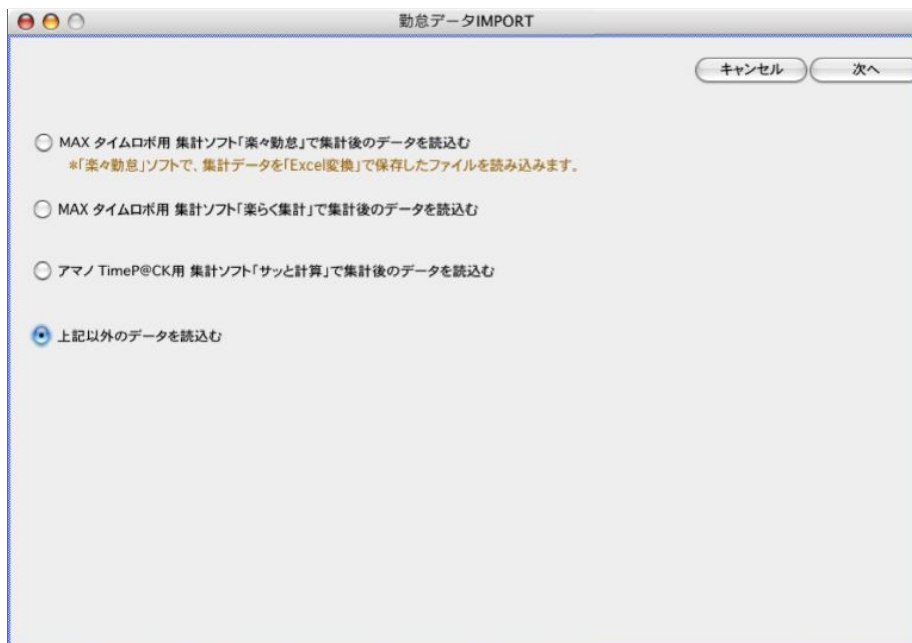 勤怠データIMPORT
キャンセル 次へ
MAX タイムロボ用 集計ソフト「楽々勤怠」で集計後のデータを読込む
*「楽々勤怠」ソフトで、集計データを「Excel変換」で保存したファイルを読み込みます。
MAX タイムロボ用 集計ソフト「楽らく集計」で集計後のデータを読込む
アマノ TimeP@CK用 集計ソフト「サッと計算」で集計後のデータを読込む
上記以外のデータを読込む